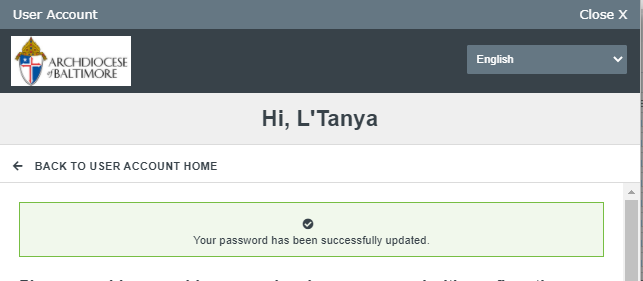 User Account
Close X
ARCHDIOCESE
of BALTIMORE
English
Hi, L'Tanya
BACK TO USER ACCOUNT HOME
Your password has been successfully updated.